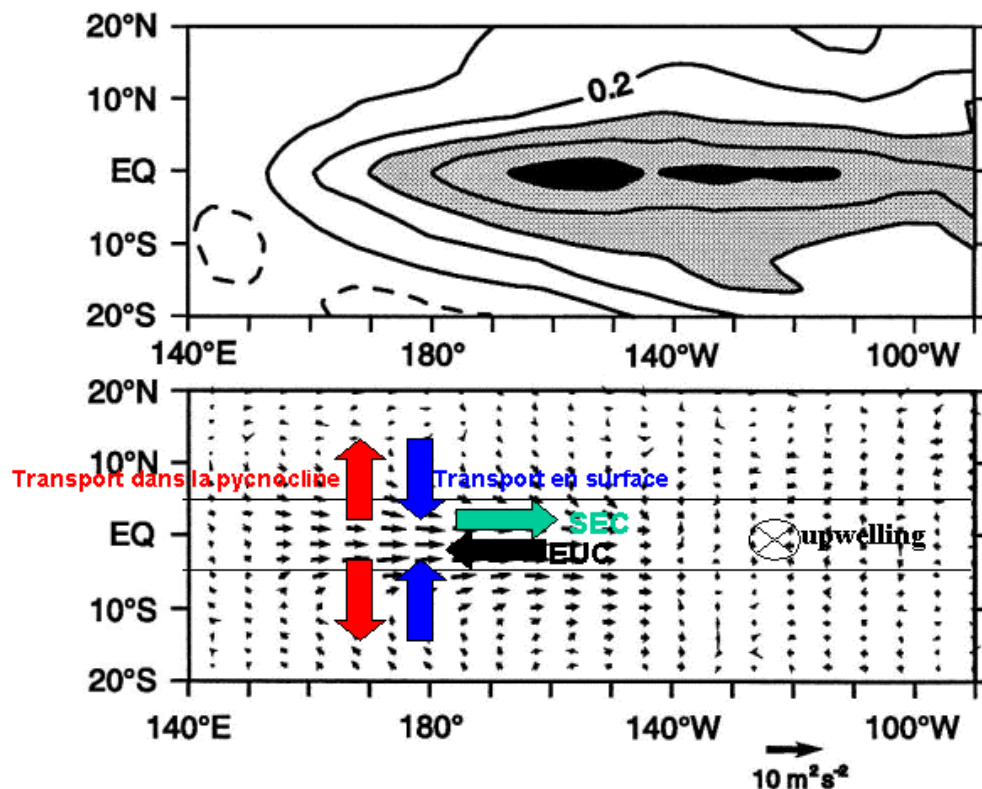 20°N
0.2
10°N
EQ
10°S
20°S
140°E 180° 140°W 100°W
20°N
10°N
Transport dans la pycnocline Transport en surface
SEC
EQ
upwelling
EUC
10°S
20°S
140°E 180° 140°W 100°W
10 m² s⁻²